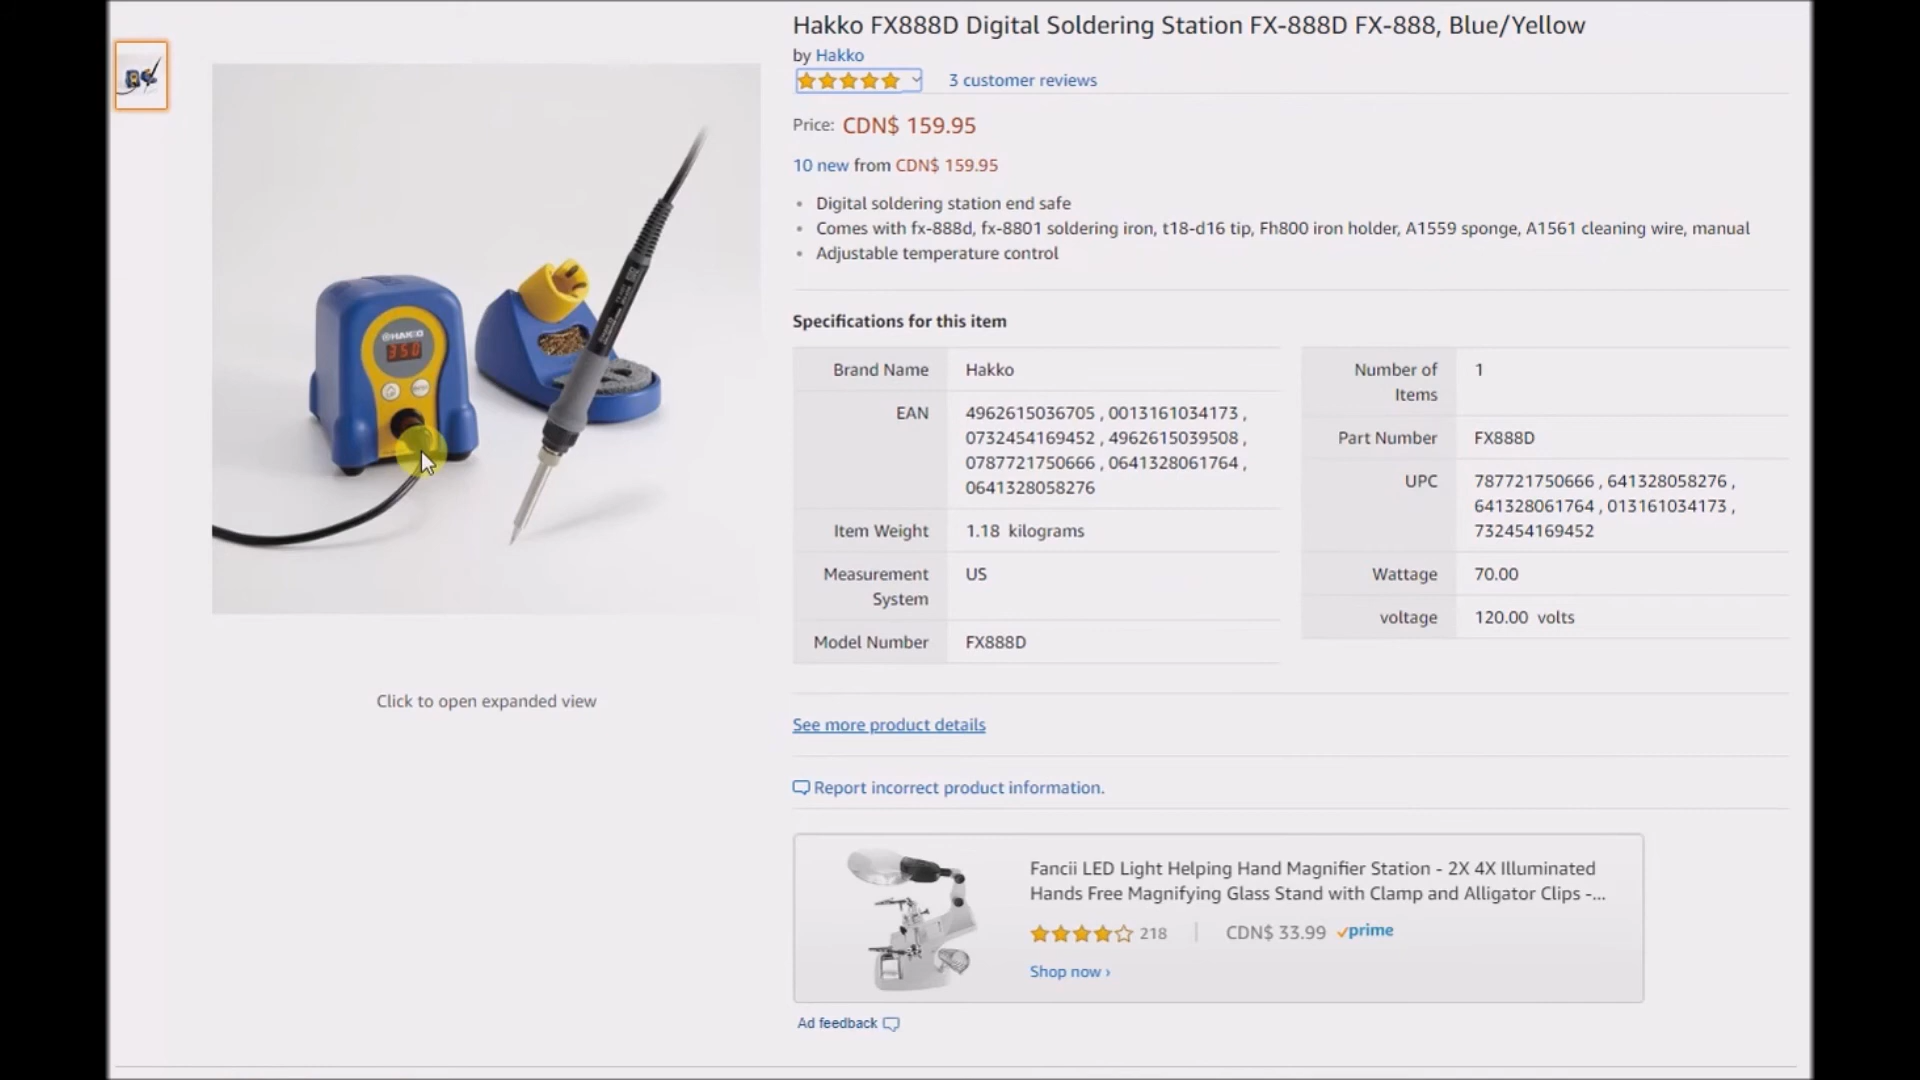 Hakko FX888D Digital Soldering Station FX-888D FX-888, Blue/Yellow
by Hakko
3 customer reviews
Price: CDN$ 159.95
10 new from CDN$ 159.95
Digital soldering station end safe
Comes with fx-888d, fx-8801 soldering iron, t18-d16 tip, Fh800 iron holder, A1559 sponge, A1561 cleaning wire, manual
Adjustable temperature control
HAKKO
350
Specifications for this item
Brand Name Hakko
EAN 4962615036705 , 0013161034173 ,
0732454169452 , 4962615039508 ,
0787721750666 , 0641328061764 ,
0641328058276
Item Weight 1.18 kilograms
Measurement System US
Model Number FX888D
Number of Items 1
Part Number FX888D
UPC 787721750666 , 641328058276 ,
641328061764 , 013161034173 ,
732454169452
Wattage 70.00
voltage 120.00 volts
Click to open expanded view
See more product details
Report incorrect product information.
Fancii LED Light Helping Hand Magnifier Station - 2X 4X Illuminated
Hands Free Magnifying Glass Stand with Clamp and Alligator Clips -...
218 | CDN$ 33.99 prime
Shop now ›
Ad feedback